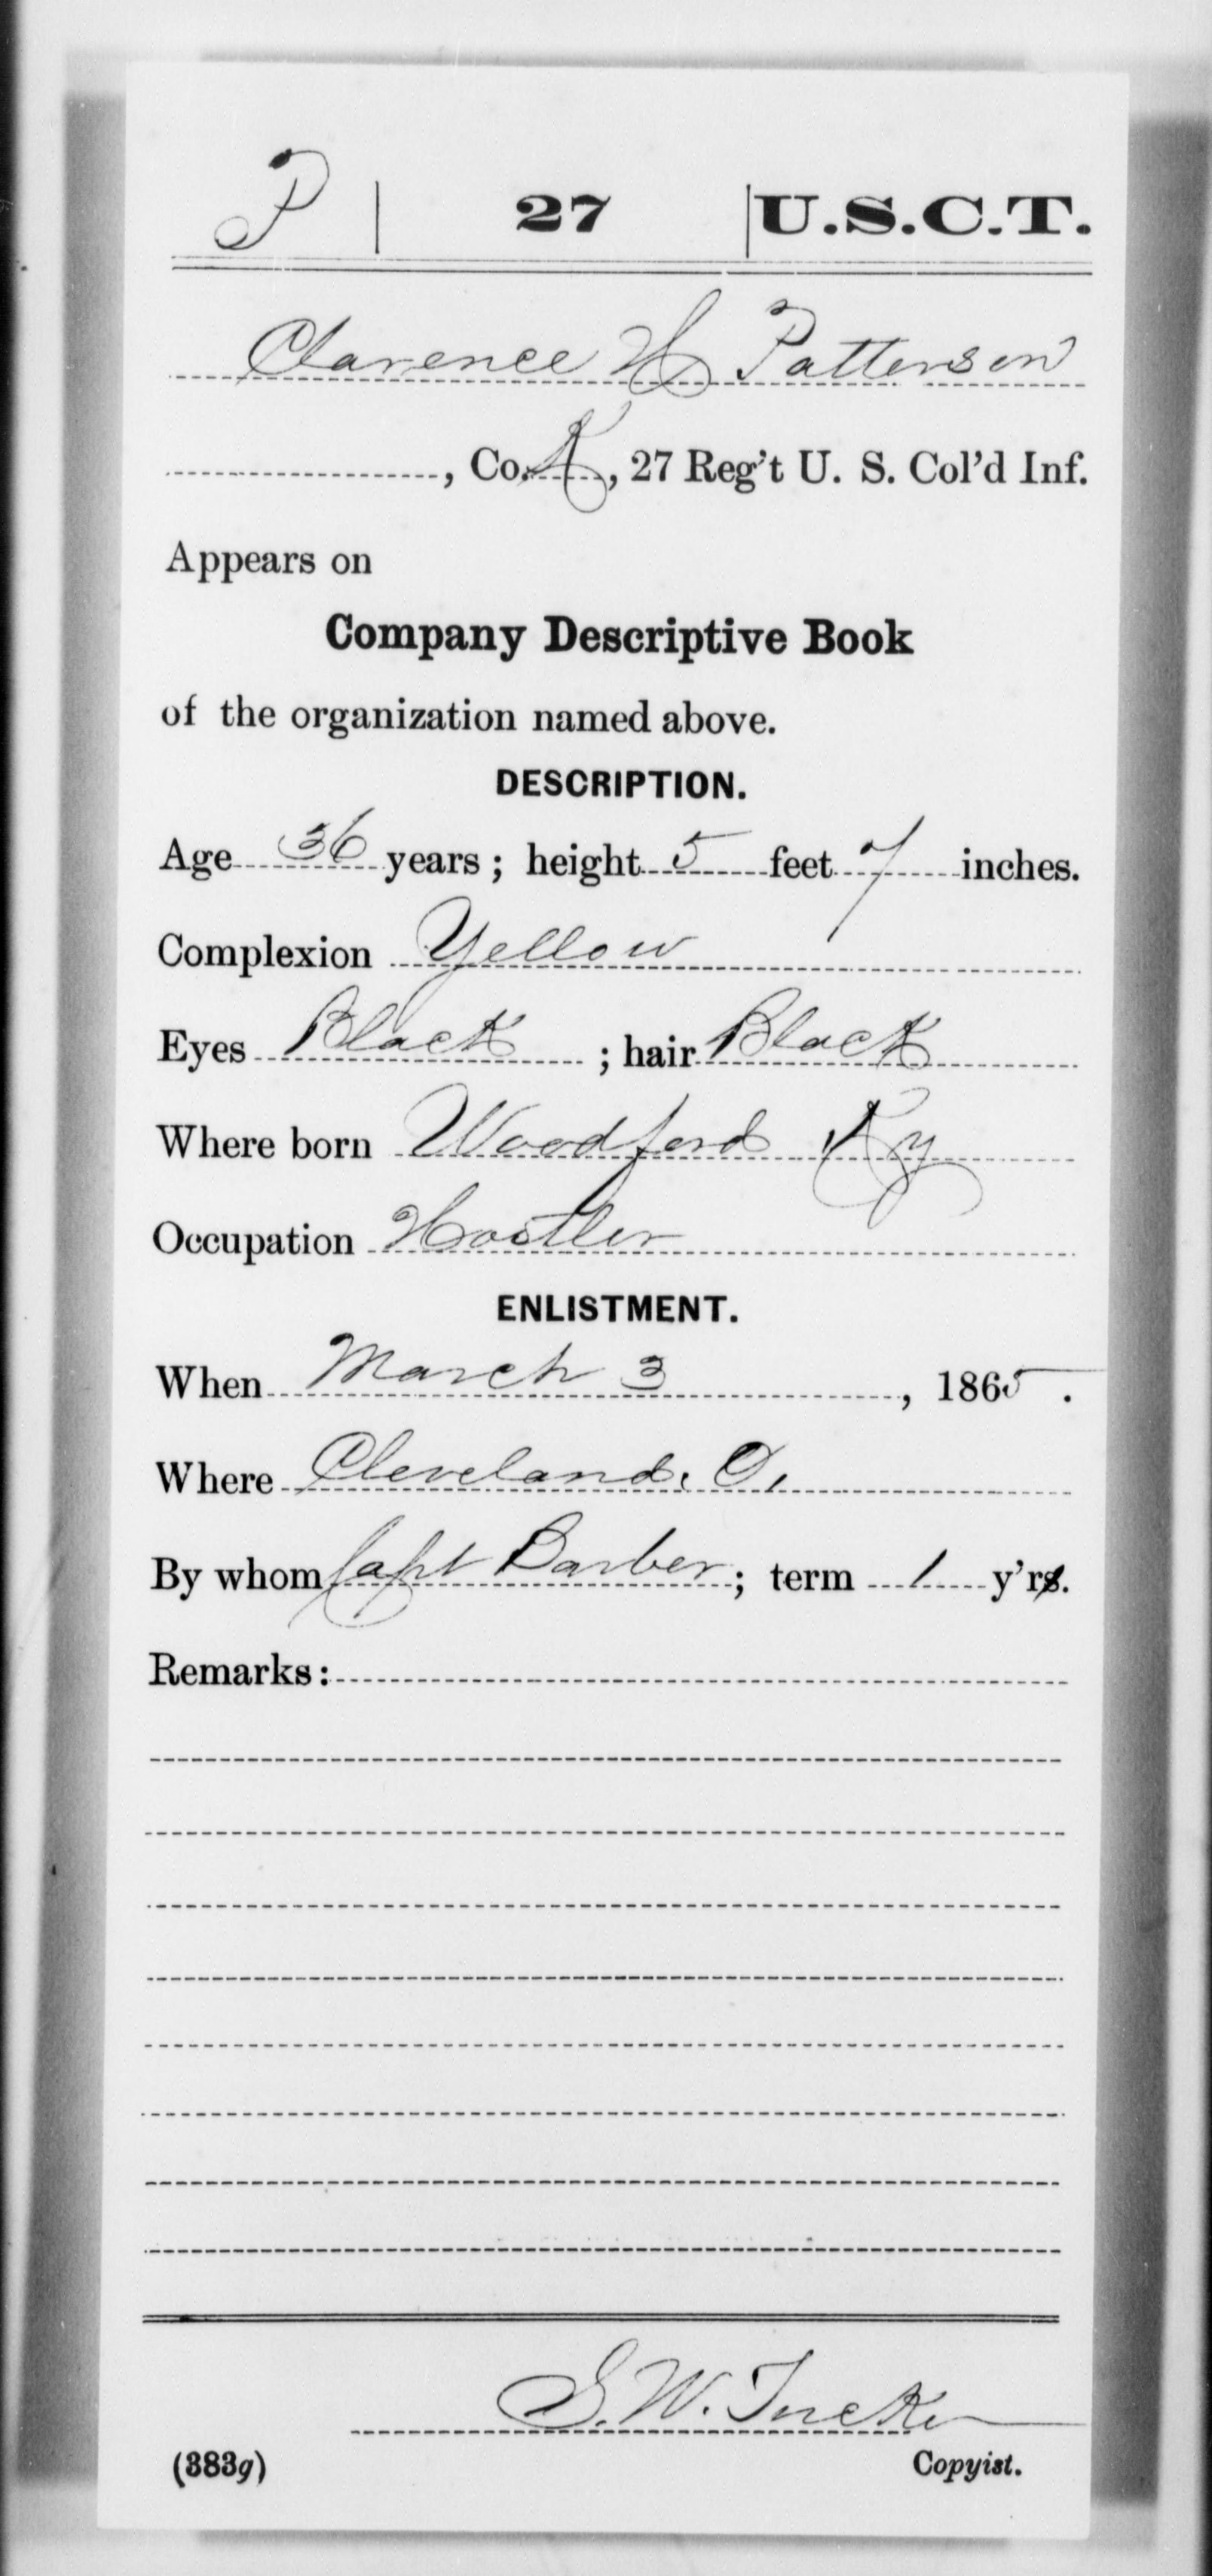 P 27 U.S.C.T.
Clarence H Patterson
, Co. K, 27 Reg't U. S. Col'd Inf.
Appears on
Company Descriptive Book
of the organization named above.
DESCRIPTION.
Age 36 years; height 5 feet 7 inches.
Complexion Yellow
Eyes Black ; hair Black
Where born Woodford Ky
Occupation Hostler
ENLISTMENT.
When March 3, 1865.
Where Cleveland, O,
By whom Capt Barber; term 1 y'rs.
Remarks:
S. W. Tucker
(383g) Copyist.